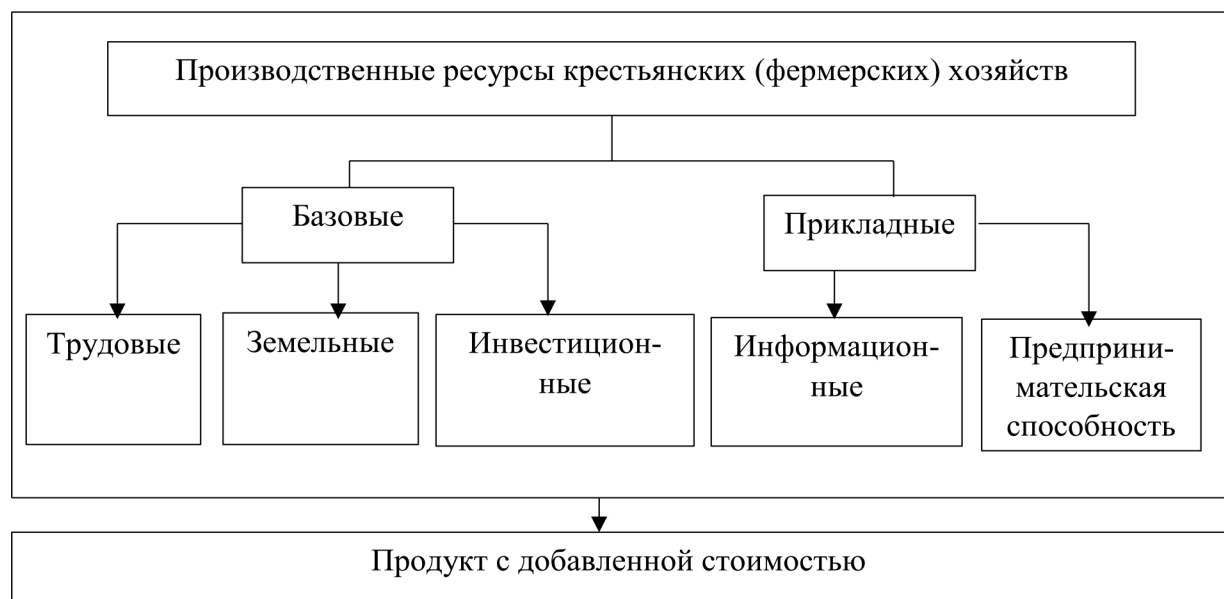 Производственные ресурсы крестьянских (фермерских) хозяйств
Базовые
Прикладные
Трудовые
Земельные
Инвестицион-
ные
Информацион-
ные
Предприни-
мательская
способность
Продукт с добавленной стоимостью